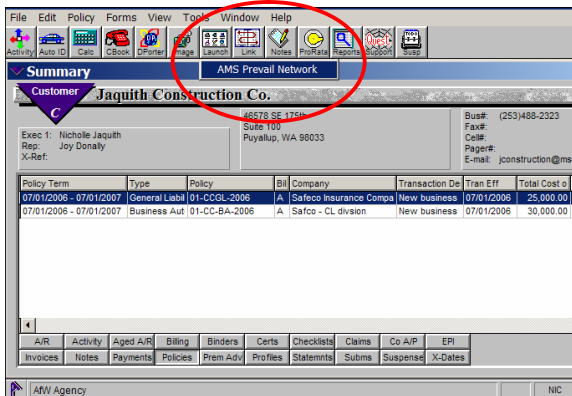 File Edit Policy Forms View Tools Window Help
Activity Auto ID Calc CBook DPorter Image Launch Link Notes ProRata Reports Support Susp
AMS Prevail Network
Summary
Customer
C
Jaquith Construction Co.
Exec 1: Nicholle Jaquith
Rep: Joy Donally
X-Ref:
46578 SE 175th
Suite 100
Puyallup, WA 98033
Bus#: (253)488-2323
Fax#:
Cell#:
Pager#:
E-mail: jconstruction@ms
Policy Term Type Policy Bil Company Transaction De Tran Eff Total Cost o
07/01/2006 - 07/01/2007 General Liabil 01-CCGL-2006 A Safeco Insurance Compa New business 07/01/2006 25,000.00
07/01/2006 - 07/01/2007 Business Aut 01-CC-BA-2006 A Safco - CL divsion New business 07/01/2006 30,000.00
A/R Activity Aged A/R Billing Binders Certs Checklists Claims Co A/P EPI
Invoices Notes Payments Policies Prem Adv Profiles Statemnts Subms Suspense X-Dates
AfW Agency NIC